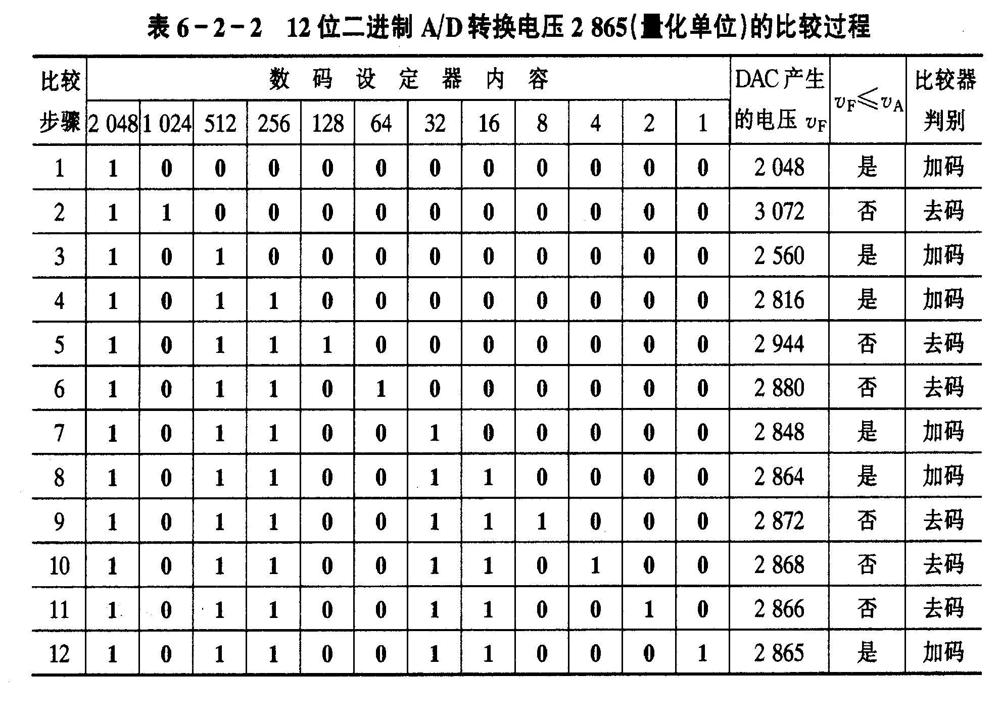 表6-2-2 12位二进制A/D转换电压2 865(量化单位)的比较过程
比较步骤 数码设定器内容 DAC产生的电压 vF vF≤vA 比较器判别
2 048 1 024 512 256 128 64 32 16 8 4 2 1
1 1 0 0 0 0 0 0 0 0 0 0 0 2 048 是 加码
2 1 1 0 0 0 0 0 0 0 0 0 0 3 072 否 去码
3 1 0 1 0 0 0 0 0 0 0 0 0 2 560 是 加码
4 1 0 1 1 0 0 0 0 0 0 0 0 2 816 是 加码
5 1 0 1 1 1 0 0 0 0 0 0 0 2 944 否 去码
6 1 0 1 1 0 1 0 0 0 0 0 0 2 880 否 去码
7 1 0 1 1 0 0 1 0 0 0 0 0 2 848 是 加码
8 1 0 1 1 0 0 1 1 0 0 0 0 2 864 是 加码
9 1 0 1 1 0 0 1 1 1 0 0 0 2 872 否 去码
10 1 0 1 1 0 0 1 1 0 1 0 0 2 868 否 去码
11 1 0 1 1 0 0 1 1 0 0 1 0 2 866 否 去码
12 1 0 1 1 0 0 1 1 0 0 0 1 2 865 是 加码